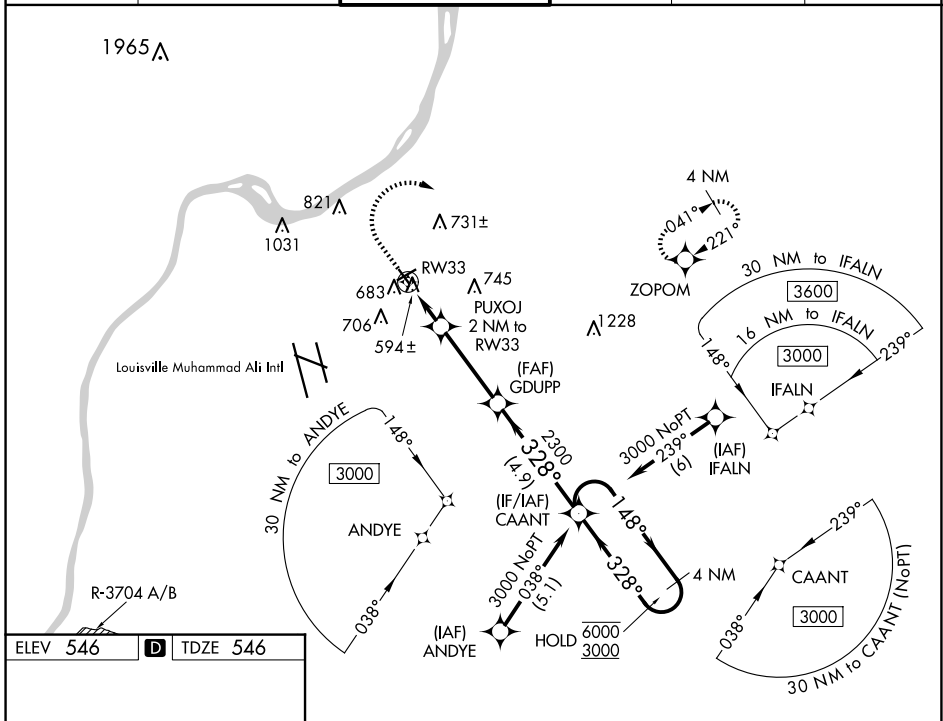 1965
4 NM
041°
221°
ZOPOM
821
1031
731±
RW33
683
745
706
594±
PUXOJ
2 NM to
RW33
1228
30 NM to IFALN
3600
16 NM to IFALN
3000
148°
239°
IFALN
Louisville Muhammad Ali Intl
(FAF)
GDUPP
2300
328°
(4.9)
3000 NoPT
239°
(6)
(IAF)
IFALN
30 NM to ANDYE
148°
3000
ANDYE
038°
(IF/IAF)
CAANT
148°
328°
4 NM
3000 NoPT
038°
(5.1)
(IAF)
ANDYE
HOLD
6000
3000
239°
CAANT
038°
3000
30 NM to CAANT (NoPT)
R-3704 A/B
ELEV 546
D
TDZE 546